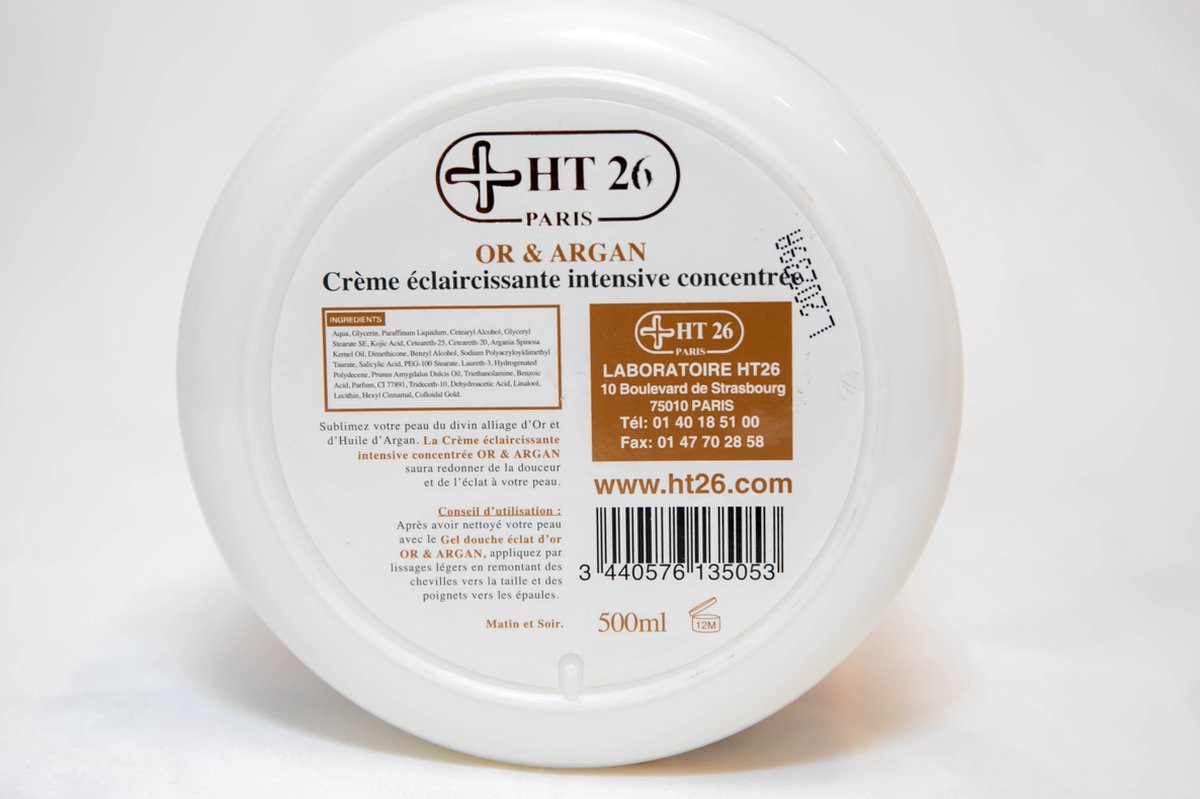 HT 26
PARIS
OR & ARGAN
Crème éclaircissante intensive concentrée
INGREDIENTS
Aqua, Glycerin, Paraffinum Liquidum, Cetearyl Alcohol, Glyceryl
Stearate SE, Kojic Acid, Ceteareth-25, Ceteareth-20, Argania Spinosa
Kernel Oil, Dimethicone, Benzyl Alcohol, Sodium Polyacryloyldimethyl
Taurate, Salicylic Acid, PEG-100 Stearate, Laureth-3, Hydrogenated
Polydecene, Prunus Amygdalus Dulcis Oil, Triethanolamine, Benzoic
Acid, Parfum, CI 77891, Trideceth-10, Dehydroacetic Acid, Linalool,
Lecithin, Hexyl Cinnamal, Colloidal Gold.
Sublimez votre peau du divin alliage d'Or et
d'Huile d'Argan. La Crème éclaircissante
intensive concentrée OR & ARGAN
saura redonner de la douceur
et de l'éclat à votre peau.
Conseil d'utilisation :
Après avoir nettoyé votre peau
avec le Gel douche éclat d'or
OR & ARGAN, appliquez par
lissages légers en remontant des
chevilles vers la taille et des
poignets vers les épaules.
Matin et Soir.
HT 26
PARIS
LABORATOIRE HT26
10 Boulevard de Strasbourg
75010 PARIS
Tél: 01 40 18 51 00
Fax: 01 47 70 28 58
www.ht26.com
3 440576 135053
500ml
12M